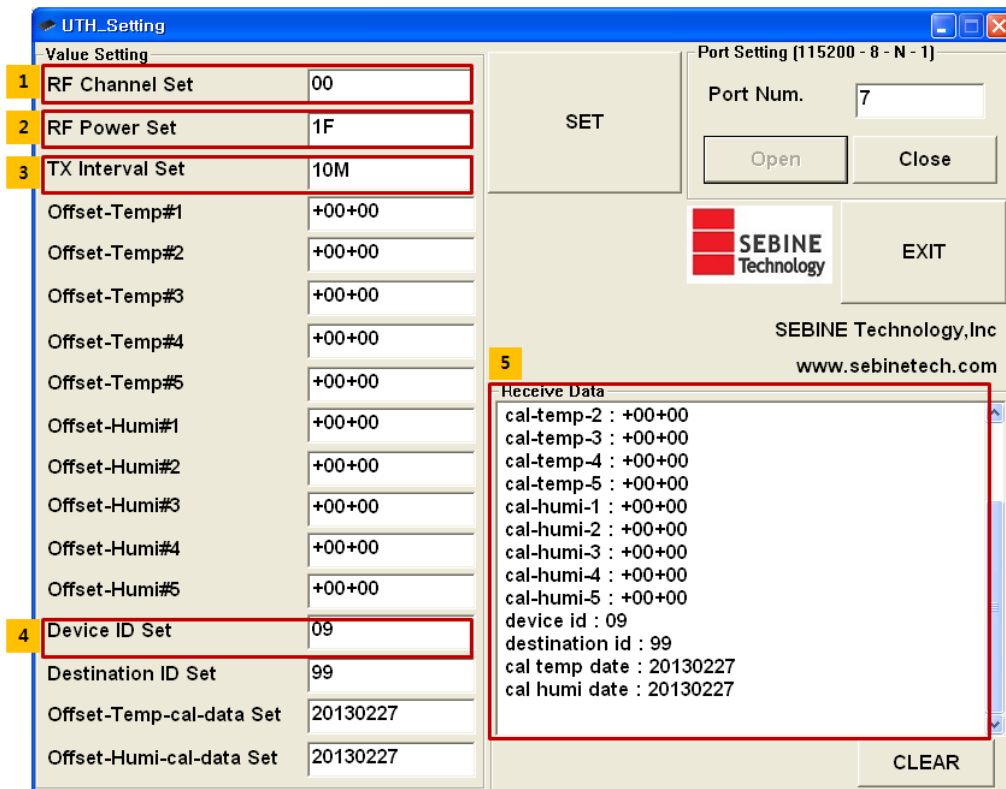 UTH_Setting
Value Setting
1
RF Channel Set 00
2
RF Power Set 1F
3
TX Interval Set 10M
Offset-Temp#1 +00+00
Offset-Temp#2 +00+00
Offset-Temp#3 +00+00
Offset-Temp#4 +00+00
Offset-Temp#5 +00+00
Offset-Humi#1 +00+00
Offset-Humi#2 +00+00
Offset-Humi#3 +00+00
Offset-Humi#4 +00+00
Offset-Humi#5 +00+00
4
Device ID Set 09
Destination ID Set 99
Offset-Temp-cal-data Set 20130227
Offset-Humi-cal-data Set 20130227
SET
Port Setting (115200 - 8 - N - 1)
Port Num. 7
Open Close
SEBINE
Technology
EXIT
SEBINE Technology,Inc
www.sebinetech.com
5
Receive Data
cal-temp-2 : +00+00
cal-temp-3 : +00+00
cal-temp-4 : +00+00
cal-temp-5 : +00+00
cal-humi-1 : +00+00
cal-humi-2 : +00+00
cal-humi-3 : +00+00
cal-humi-4 : +00+00
cal-humi-5 : +00+00
device id : 09
destination id : 99
cal temp date : 20130227
cal humi date : 20130227
CLEAR